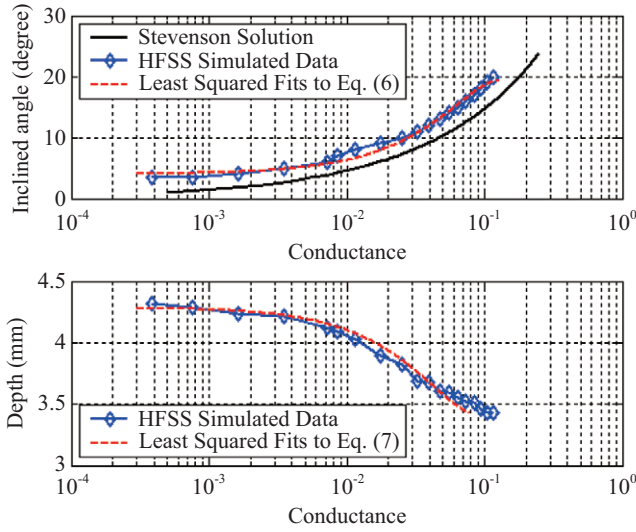 30
20
10
0
Inclined angle (degree)
Stevenson Solution
HFSS Simulated Data
Least Squared Fits to Eq. (6)
10^-4 10^-3 10^-2 10^-1 10^0
Conductance
4.5
4
3.5
3
Depth (mm)
HFSS Simulated Data
Least Squared Fits to Eq. (7)
10^-4 10^-3 10^-2 10^-1 10^0
Conductance